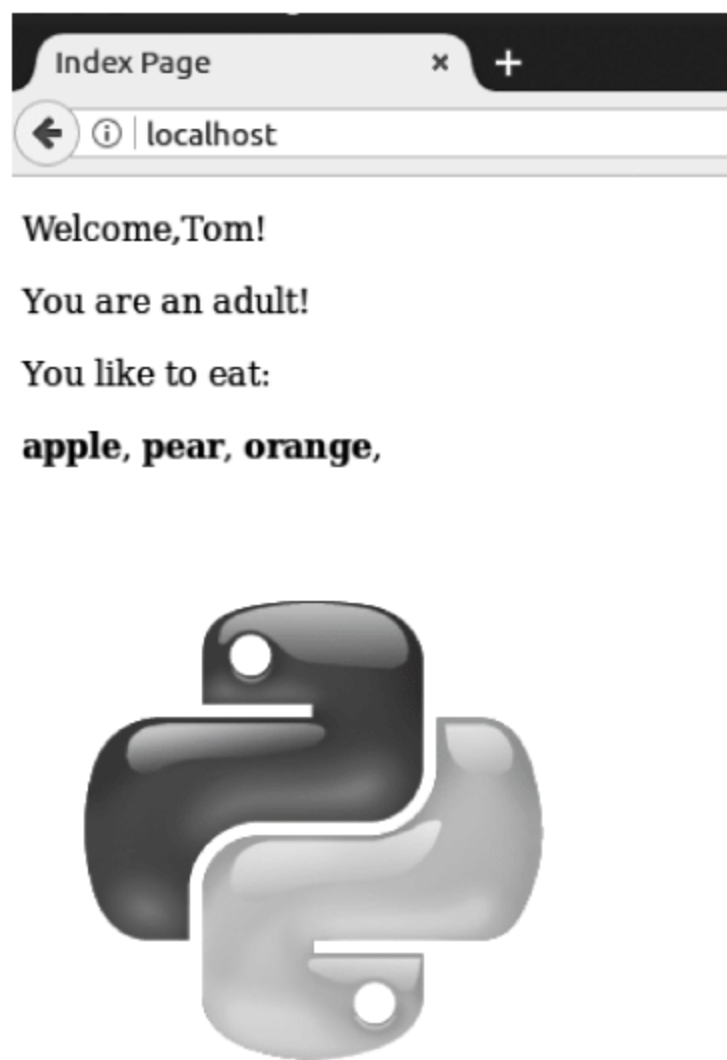 Index Page
localhost
Welcome,Tom!
You are an adult!
You like to eat:
apple, pear, orange,